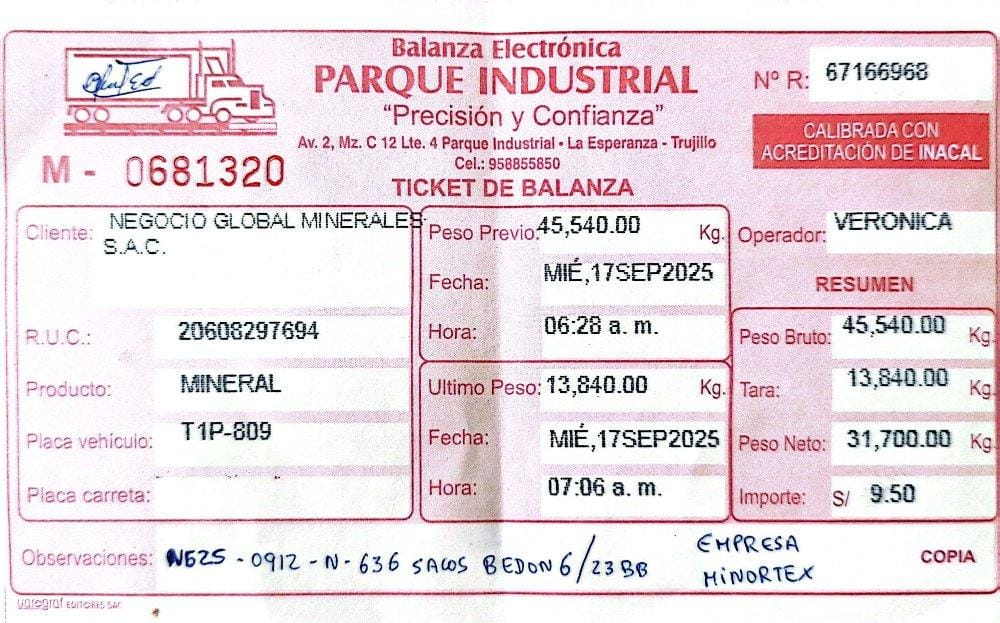 Balanza Electrónica
PARQUE INDUSTRIAL
"Precisión y Confianza"
Av. 2, Mz. C 12 Lte. 4 Parque Industrial - La Esperanza - Trujillo
Cel.: 958855850
TICKET DE BALANZA
Nº R: 67166968
CALIBRADA CON
ACREDITACIÓN DE INACAL
M - 0681320
Cliente: NEGOCIO GLOBAL MINERALES
S.A.C.
R.U.C.: 20608297694
Producto: MINERAL
Placa vehículo: T1P-809
Placa carreta:
Peso Previo: 45,540.00 Kg.
Fecha: MIÉ,17SEP2025
Hora: 06:28 a. m.
Ultimo Peso: 13,840.00 Kg.
Fecha: MIÉ,17SEP2025
Hora: 07:06 a. m.
Operador: VERONICA
RESUMEN
Peso Bruto: 45,540.00 Kg.
Tara: 13,840.00 Kg.
Peso Neto: 31,700.00 Kg.
Importe: S/ 9.50
Observaciones: NG25-0912-N-636 SACOS BEDON 6/23BB
EMPRESA
MINORTEX
COPIA
EDITORES SAC